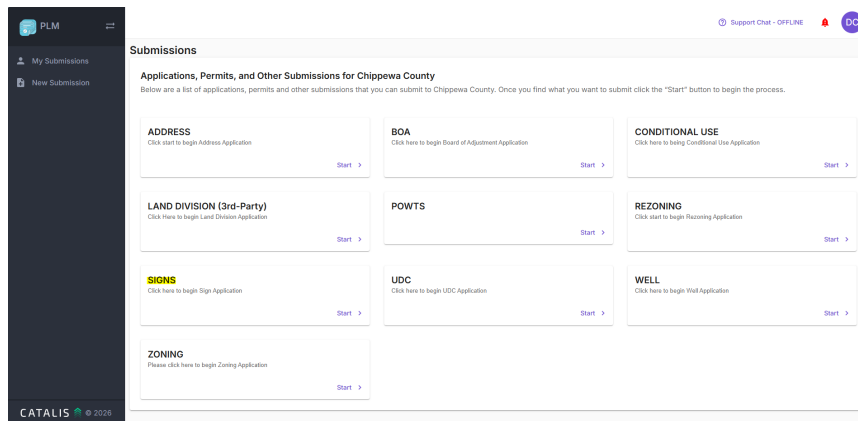 PLM
Support Chat - OFFLINE
DC
My Submissions
New Submission
Submissions
Applications, Permits, and Other Submissions for Chippewa County
Below are a list of applications, permits and other submissions that you can submit to Chippewa County. Once you find what you want to submit click the "Start" button to begin the process.
ADDRESS
Click start to begin Address Application
Start
BOA
Click here to begin Board of Adjustment Application
Start
CONDITIONAL USE
Click here to being Conditional Use Application
Start
LAND DIVISION (3rd-Party)
Click Here to begin Land Division Application
Start
POWTS
Start
REZONING
Click start to begin Rezoning Application
Start
SIGNS
Click here to begin Sign Application
Start
UDC
Click here to begin UDC Application
Start
WELL
Click here to begin Well Application
Start
ZONING
Please click here to begin Zoning Application
Start
CATALIS © 2026